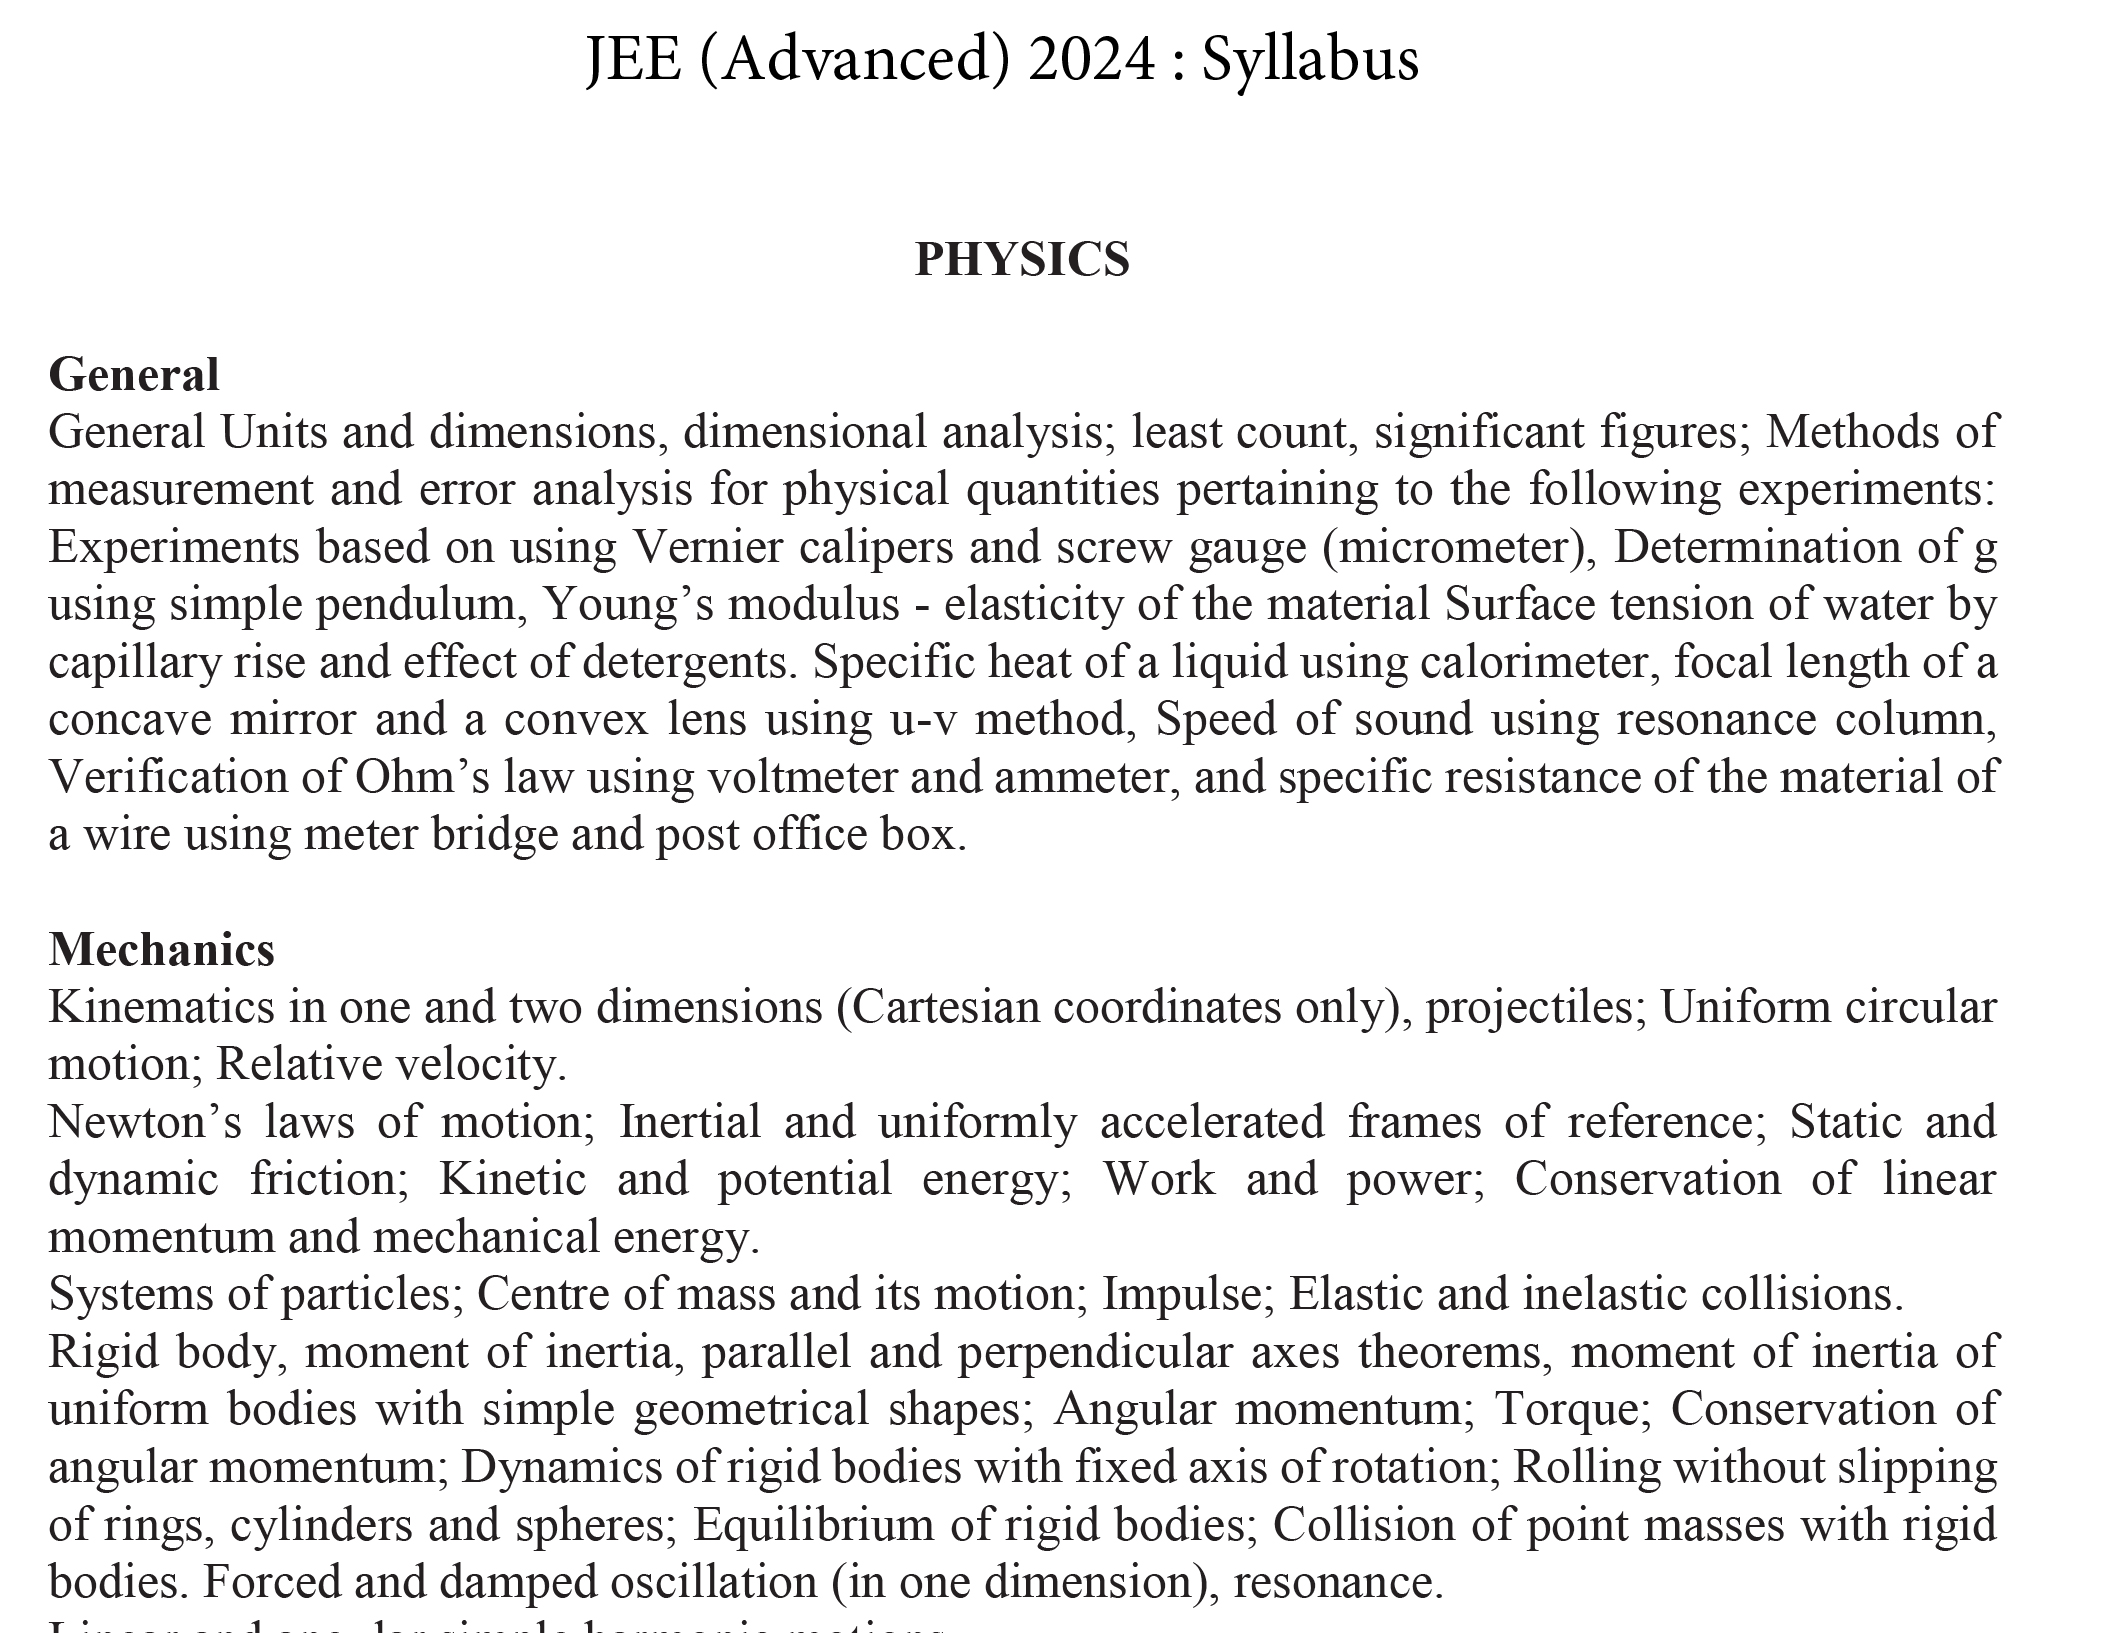 JEE (Advanced) 2024 : Syllabus
PHYSICS
General
General Units and dimensions, dimensional analysis; least count, significant figures; Methods of
measurement and error analysis for physical quantities pertaining to the following experiments:
Experiments based on using Vernier calipers and screw gauge (micrometer), Determination of g
using simple pendulum, Young’s modulus - elasticity of the material Surface tension of water by
capillary rise and effect of detergents. Specific heat of a liquid using calorimeter, focal length of a
concave mirror and a convex lens using u-v method, Speed of sound using resonance column,
Verification of Ohm’s law using voltmeter and ammeter, and specific resistance of the material of
a wire using meter bridge and post office box.
Mechanics
Kinematics in one and two dimensions (Cartesian coordinates only), projectiles; Uniform circular
motion; Relative velocity.
Newton’s laws of motion; Inertial and uniformly accelerated frames of reference; Static and
dynamic friction; Kinetic and potential energy; Work and power; Conservation of linear
momentum and mechanical energy.
Systems of particles; Centre of mass and its motion; Impulse; Elastic and inelastic collisions.
Rigid body, moment of inertia, parallel and perpendicular axes theorems, moment of inertia of
uniform bodies with simple geometrical shapes; Angular momentum; Torque; Conservation of
angular momentum; Dynamics of rigid bodies with fixed axis of rotation; Rolling without slipping
of rings, cylinders and spheres; Equilibrium of rigid bodies; Collision of point masses with rigid
bodies. Forced and damped oscillation (in one dimension), resonance.
Linear and angular simple harmonic motions.